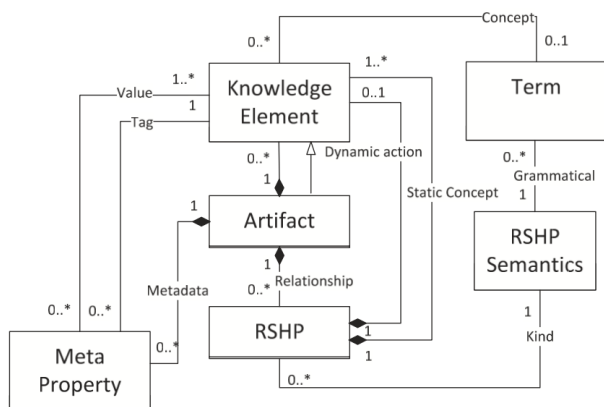 Concept
0..*
0..1
1..*
1..*
Value
Knowledge
Element
0..1
Term
1
Tag
0..*
Dynamic action
0..*
1
Grammatical
Static Concept
1
1
Artifact
RSHP
Semantics
1
Relationship
Metadata
0..*
1
0..*
0..*
RSHP
1
Kind
0..*
1
Meta
Property
0..*